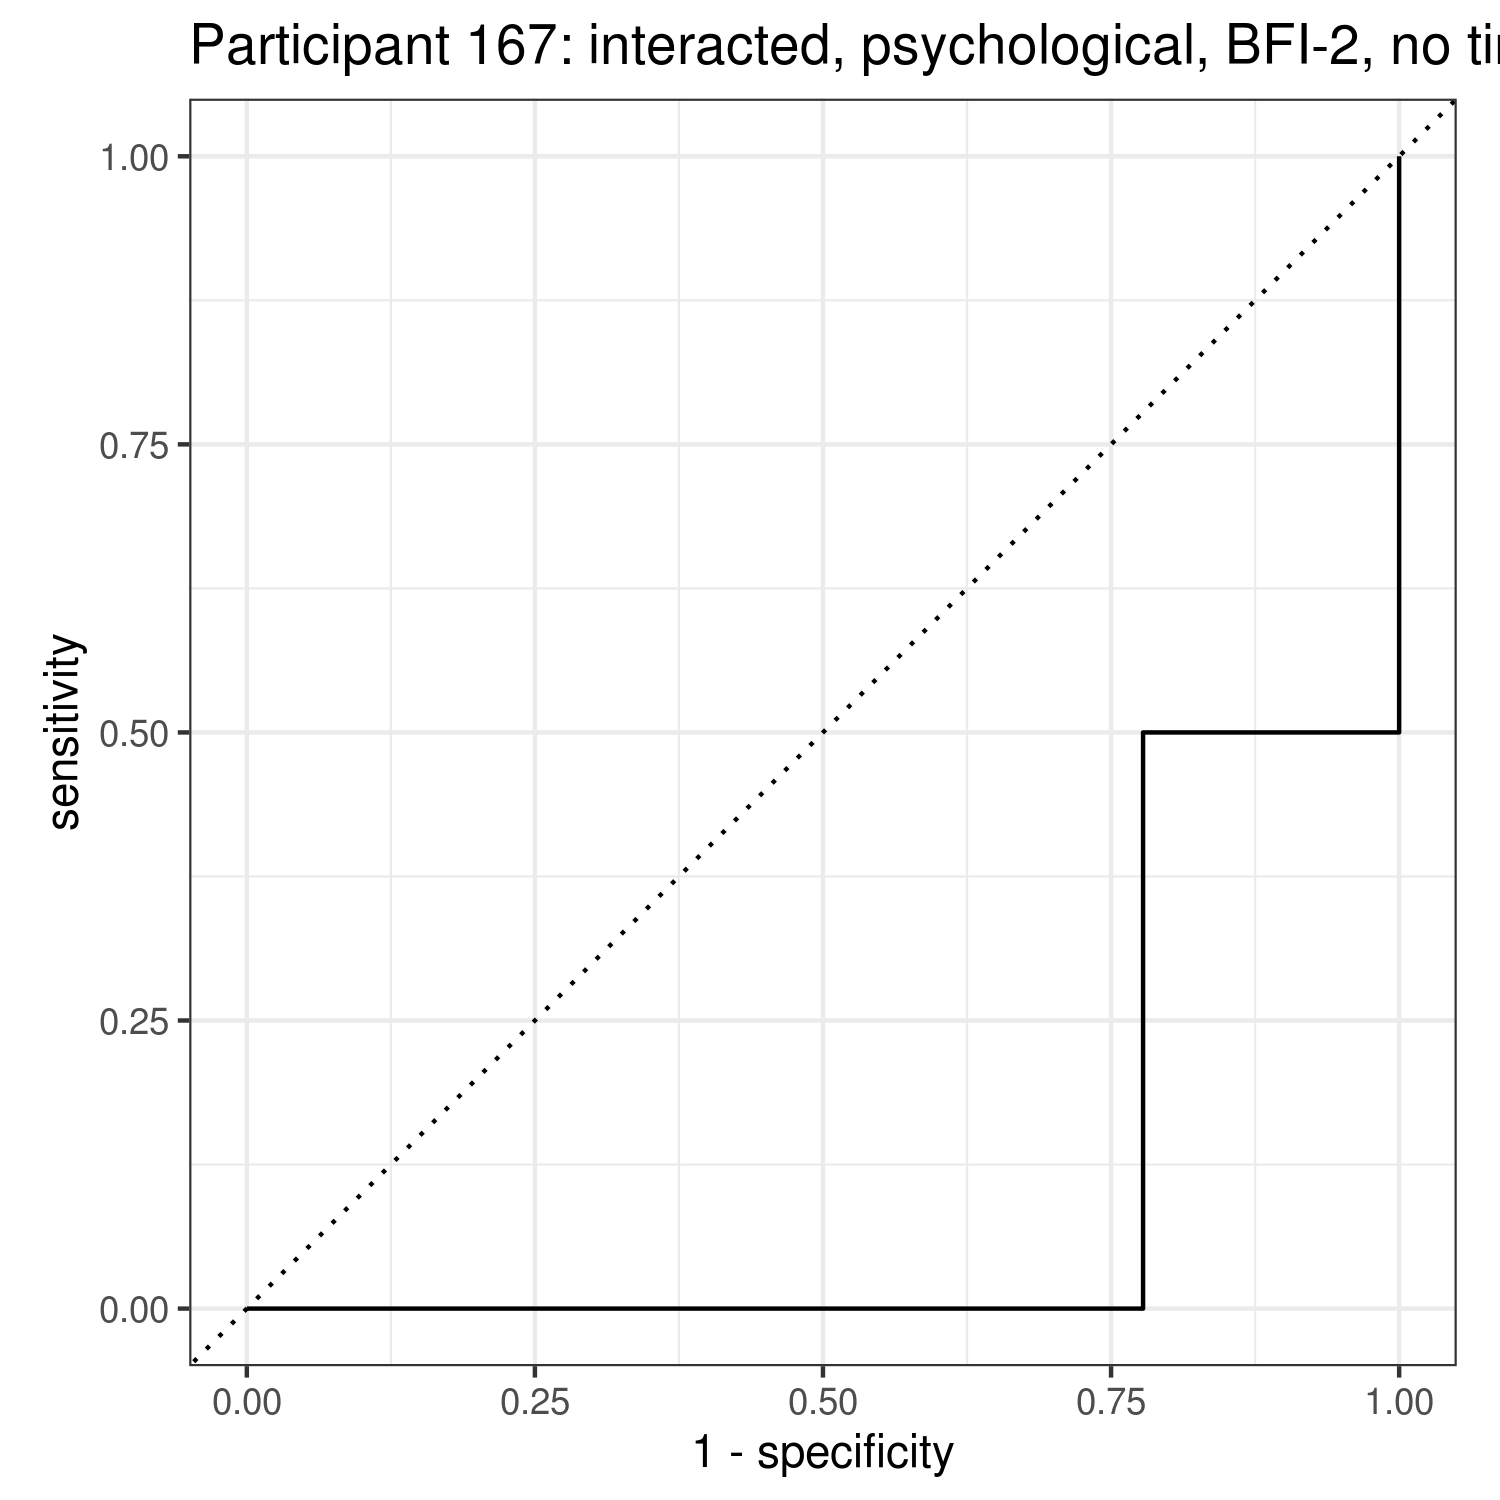 Participant 167: interacted, psychological, BFI-2, no
1.00
0.75
0.50
0.25
0.00
sensitivity
0.00 0.25 0.50 0.75 1.00
1 - specificity